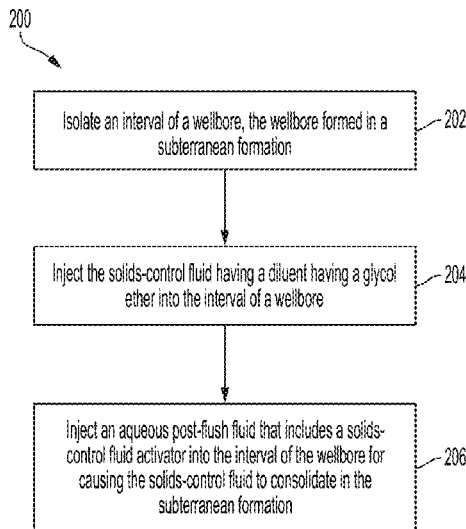 200
Isolate an interval of a wellbore, the wellbore formed in a
subterranean formation
202
Inject the solids-control fluid having a diluent having a glycol
ether into the interval of a wellbore
204
Inject an aqueous post-flush fluid that includes a solids-
control fluid activator into the interval of the wellbore for
causing the solids-control fluid to consolidate in the
subterranean formation
206